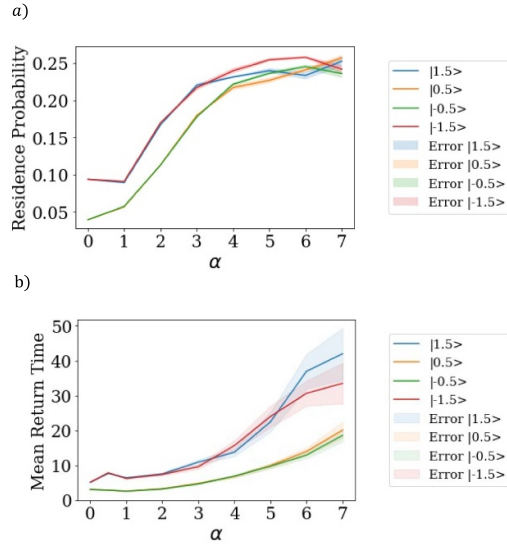 a)
Residence Probability
0.25
0.20
0.15
0.10
0.05
0 1 2 3 4 5 6 7
α
|1.5>
|0.5>
|-0.5>
|-1.5>
Error |1.5>
Error |0.5>
Error |-0.5>
Error |-1.5>
b)
Mean Return Time
50
40
30
20
10
0
0 1 2 3 4 5 6 7
α
|1.5>
|0.5>
|-0.5>
|-1.5>
Error |1.5>
Error |0.5>
Error |-0.5>
Error |-1.5>